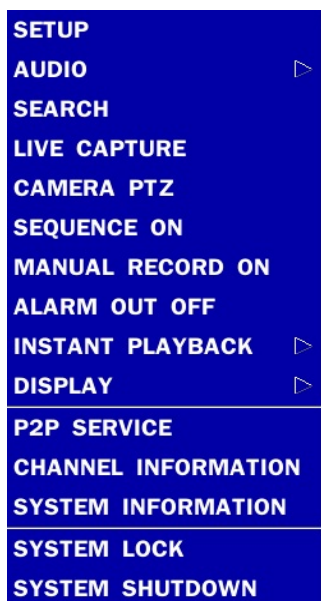 SETUP
AUDIO
SEARCH
LIVE CAPTURE
CAMERA PTZ
SEQUENCE ON
MANUAL RECORD ON
ALARM OUT OFF
INSTANT PLAYBACK
DISPLAY
P2P SERVICE
CHANNEL INFORMATION
SYSTEM INFORMATION
SYSTEM LOCK
SYSTEM SHUTDOWN